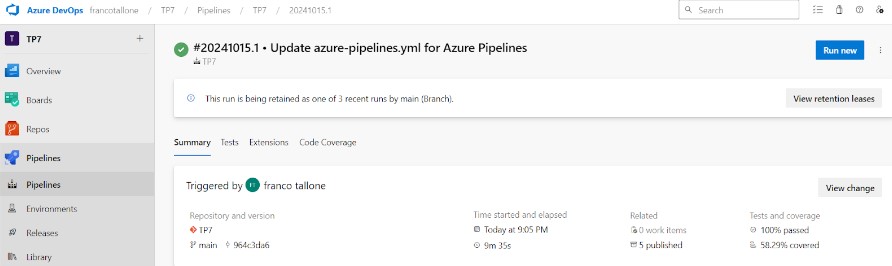 Azure DevOps francotallone / TP7 / Pipelines / TP7 / 20241015.1
Search
T TP7 +
Overview
Boards
Repos
Pipelines
Pipelines
Environments
Releases
Library
#20241015.1 • Update azure-pipelines.yml for Azure Pipelines
TP7
Run new
This run is being retained as one of 3 recent runs by main (Branch).
View retention leases
Summary Tests Extensions Code Coverage
Triggered by FT franco tallone
View change
Repository and version
TP7
main 964c3da6
Time started and elapsed
Today at 9:05 PM
9m 35s
Related
0 work items
5 published
Tests and coverage
100% passed
58.29% covered